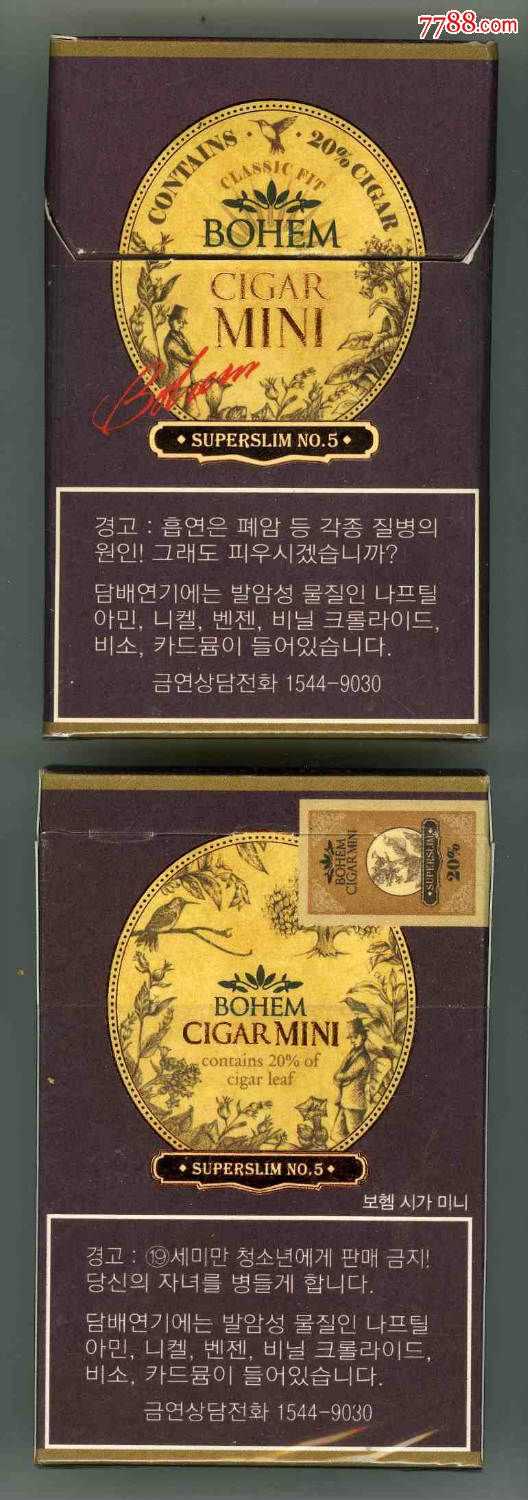 7788.com
CONTAINS · 20% CIGAR
CLASSIC FIT
BOHEM
CIGAR
MINI
Bohem
SUPERSLIM NO.5
경고 : 흡연은 폐암 등 각종 질병의
원인! 그래도 피우시겠습니까?
담배연기에는 발암성 물질인 나프틸
아민, 니켈, 벤젠, 비닐 크롤라이드,
비소, 카드뮴이 들어있습니다.
금연상담전화 1544-9030
BOHEM
CIGAR MINI
SUPERSLIM
20%
BOHEM
CIGAR MINI
contains 20% of
cigar leaf
SUPERSLIM NO.5
보헴 시가 미니
경고 : ⑲세미만 청소년에게 판매 금지!
당신의 자녀를 병들게 합니다.
담배연기에는 발암성 물질인 나프틸
아민, 니켈, 벤젠, 비닐 크롤라이드,
비소, 카드뮴이 들어있습니다.
금연상담전화 1544-9030